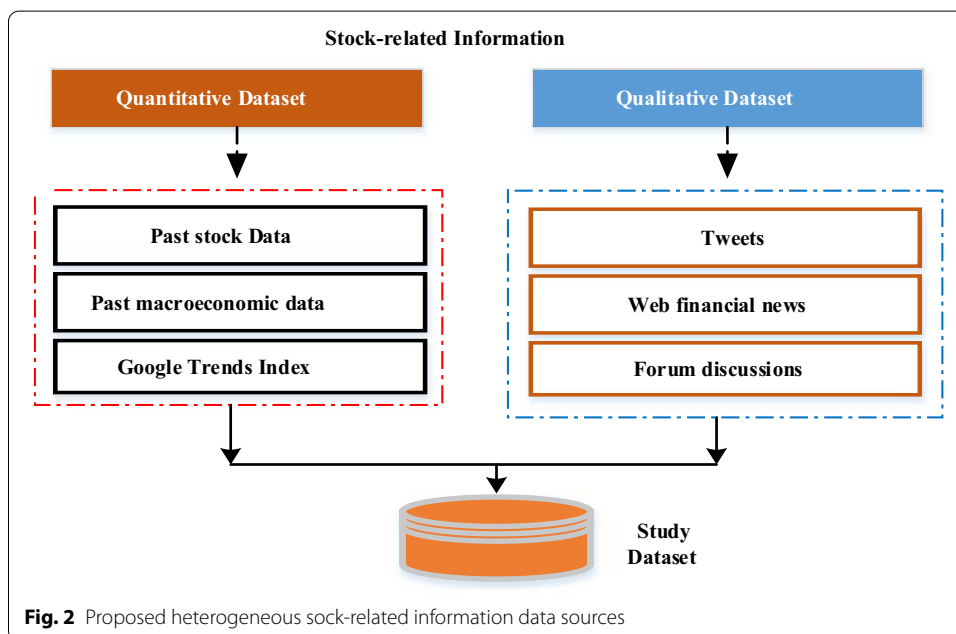 Stock-related Information
Quantitative Dataset
Qualitative Dataset
Past stock Data
Past macroeconomic data
Google Trends Index
Tweets
Web financial news
Forum discussions
Study
Dataset
Fig. 2 Proposed heterogeneous sock-related information data sources